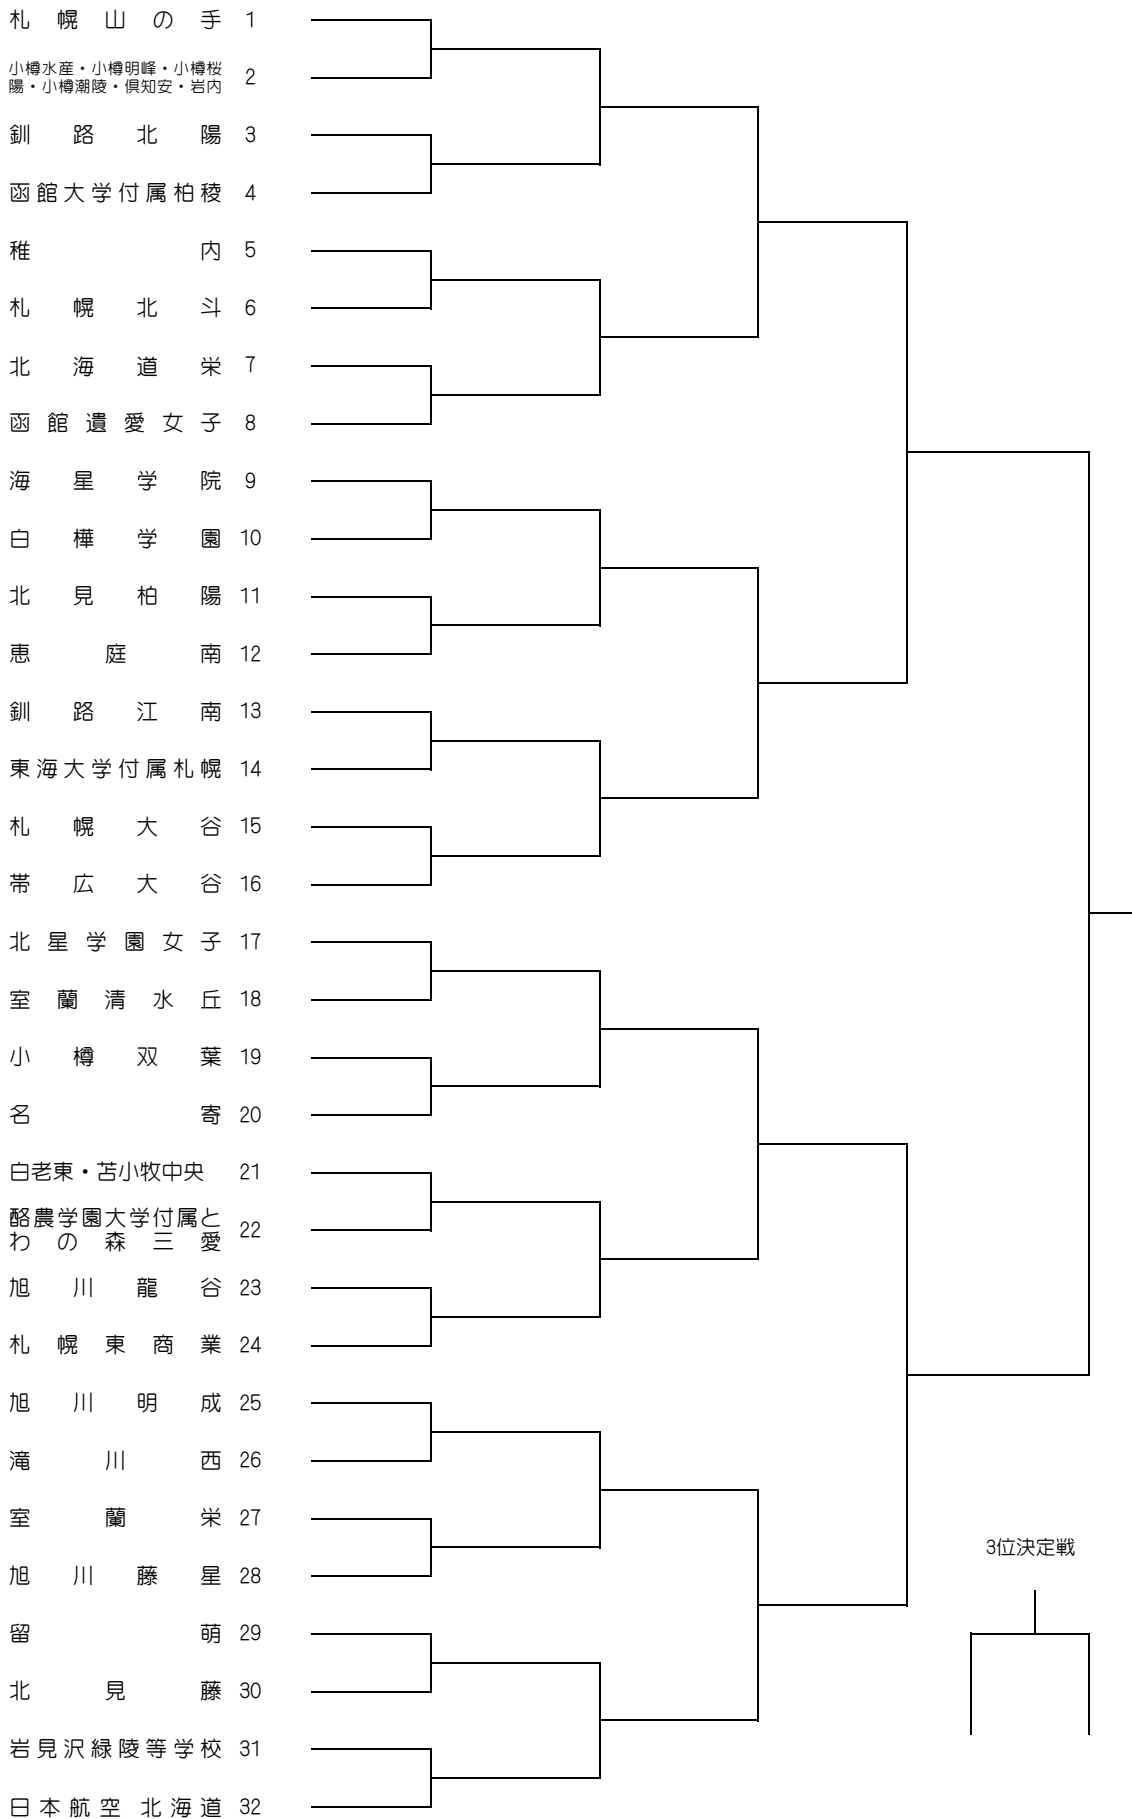 札幌山の手 1
小樽水産・小樽明峰・小樽桜
陽・小樽潮陵・倶知安・岩内 2
釧路北陽 3
函館大学付属柏稜 4
稚内 5
札幌北斗 6
北海道栄 7
函館遺愛女子 8
海星学院 9
白樺学園 10
北見柏陽 11
恵庭南 12
釧路江南 13
東海大学付属札幌 14
札幌大谷 15
帯広大谷 16
北星学園女子 17
室蘭清水丘 18
小樽双葉 19
名寄 20
白老東・苫小牧中央 21
酪農学園大学付属と
わの森三愛 22
旭川龍谷 23
札幌東商業 24
旭川明成 25
滝川西 26
室蘭栄 27
旭川藤星 28
留萌 29
北見藤 30
岩見沢緑陵等学校 31
日本航空 北海道 32
3位決定戦